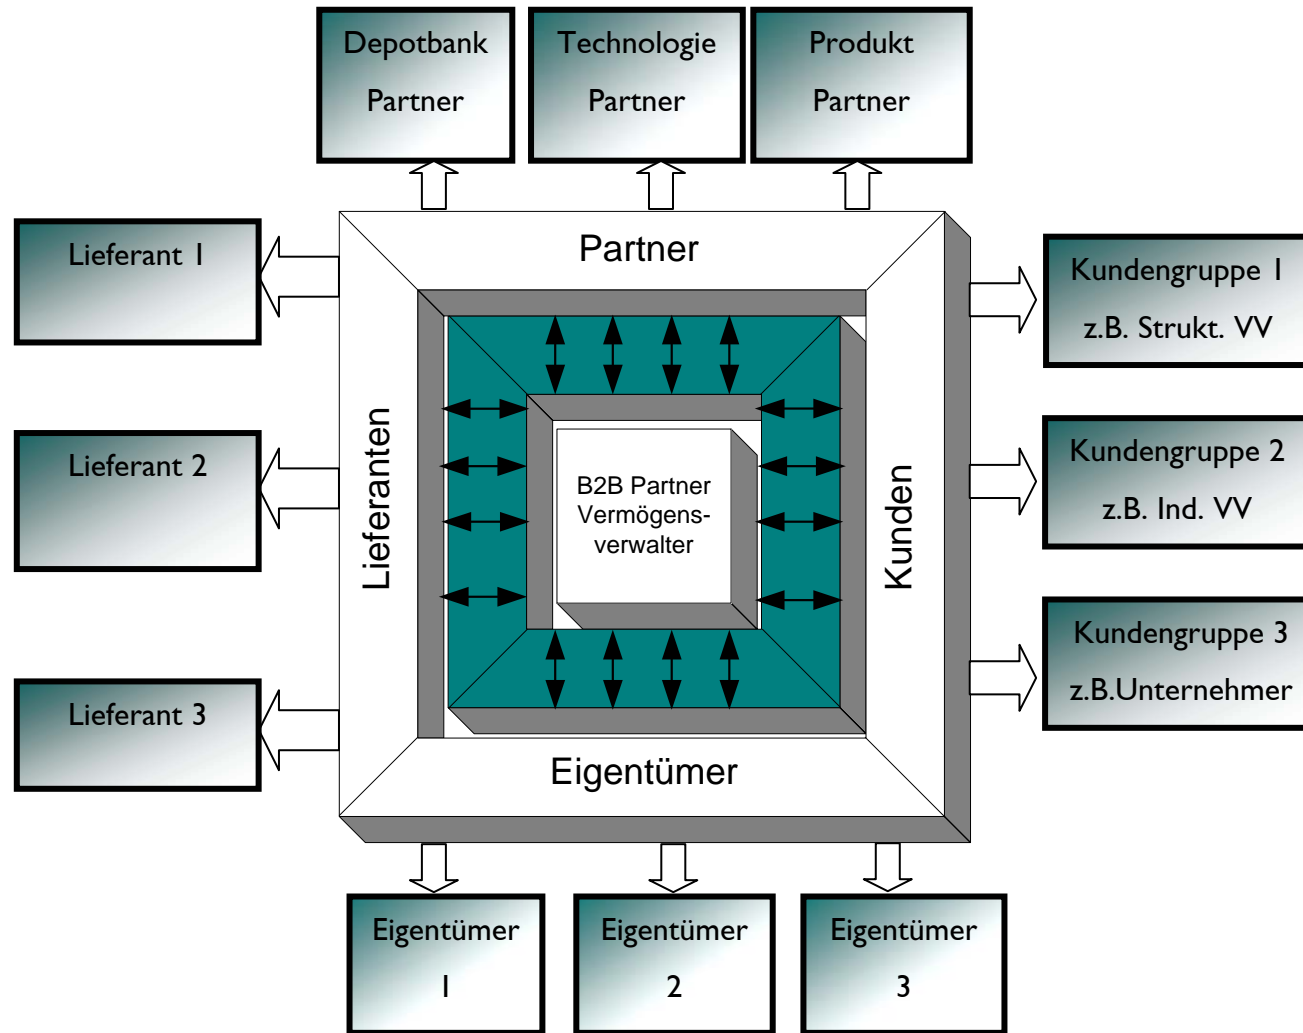 Depotbank
Partner
Technologie
Partner
Produkt
Partner
Partner
Lieferant 1
Lieferant 2
Lieferant 3
Lieferanten
B2B Partner
Vermögens-
verwalter
Kunden
Kundengruppe 1
z.B. Strukt. VV
Kundengruppe 2
z.B. Ind. VV
Kundengruppe 3
z.B.Unternehmer
Eigentümer
Eigentümer
1
Eigentümer
2
Eigentümer
3